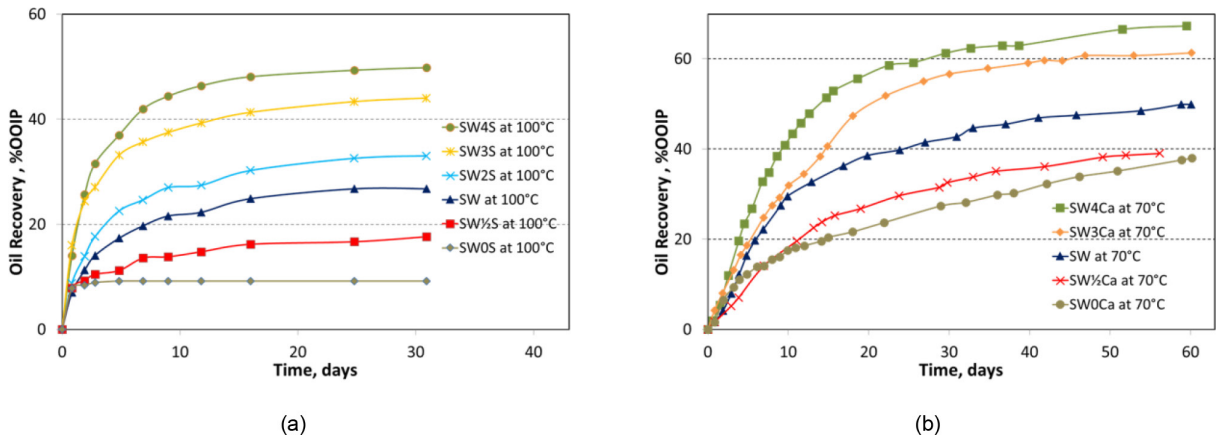 60
40
20
0
0
10
20
30
40
Oil Recovery , %OOIP
Time, days
SW4S at 100°C
SW3S at 100°C
SW2S at 100°C
SW at 100°C
SW½S at 100°C
SW0S at 100°C
(a)
60
40
20
0
0
10
20
30
40
50
60
Oil Recovery , %OOIP
Time, days
SW4Ca at 70°C
SW3Ca at 70°C
SW at 70°C
SW½Ca at 70°C
SW0Ca at 70°C
(b)